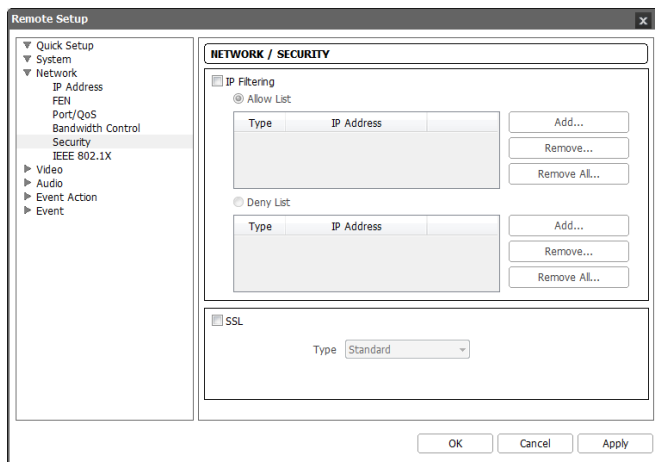 Remote Setup
x
Quick Setup
System
Network
IP Address
FEN
Port/QoS
Bandwidth Control
Security
IEEE 802.1X
Video
Audio
Event Action
Event
NETWORK / SECURITY
IP Filtering
Allow List
Type IP Address
Add...
Remove...
Remove All...
Deny List
Type IP Address
Add...
Remove...
Remove All...
SSL
Type Standard
OK Cancel Apply